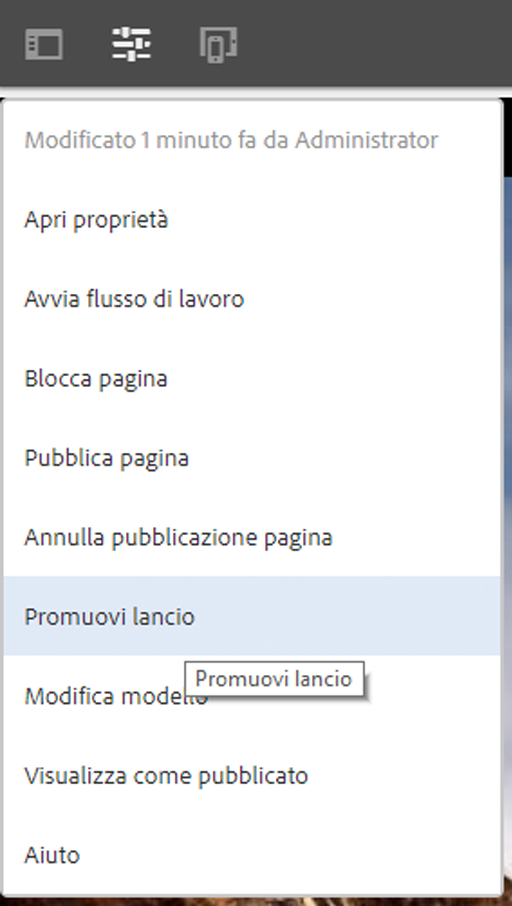 Modificato 1 minuto fa da Administrator
Apri proprietà
Avvia flusso di lavoro
Blocca pagina
Pubblica pagina
Annulla pubblicazione pagina
Promuovi lancio
Promuovi lancio
Modifica modello
Visualizza come pubblicato
Aiuto